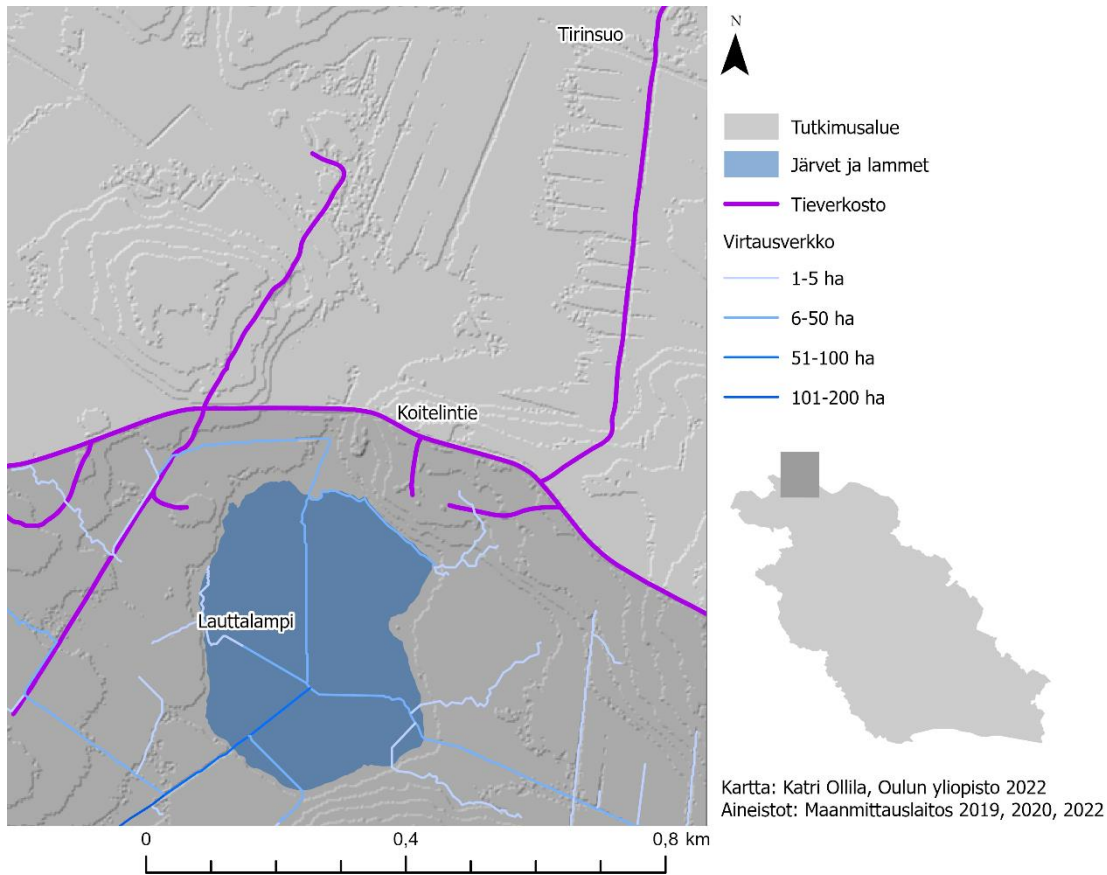 Tirinsuo
Koitelintie
Lauttalampi
0 0,4 0,8 km
N
Tutkimusalue
Järvet ja lammet
Tieverkosto
Virtausverkko
1-5 ha
6-50 ha
51-100 ha
101-200 ha
Kartta: Katri Ollila, Oulun yliopisto 2022
Aineistot: Maanmittauslaitos 2019, 2020, 2022